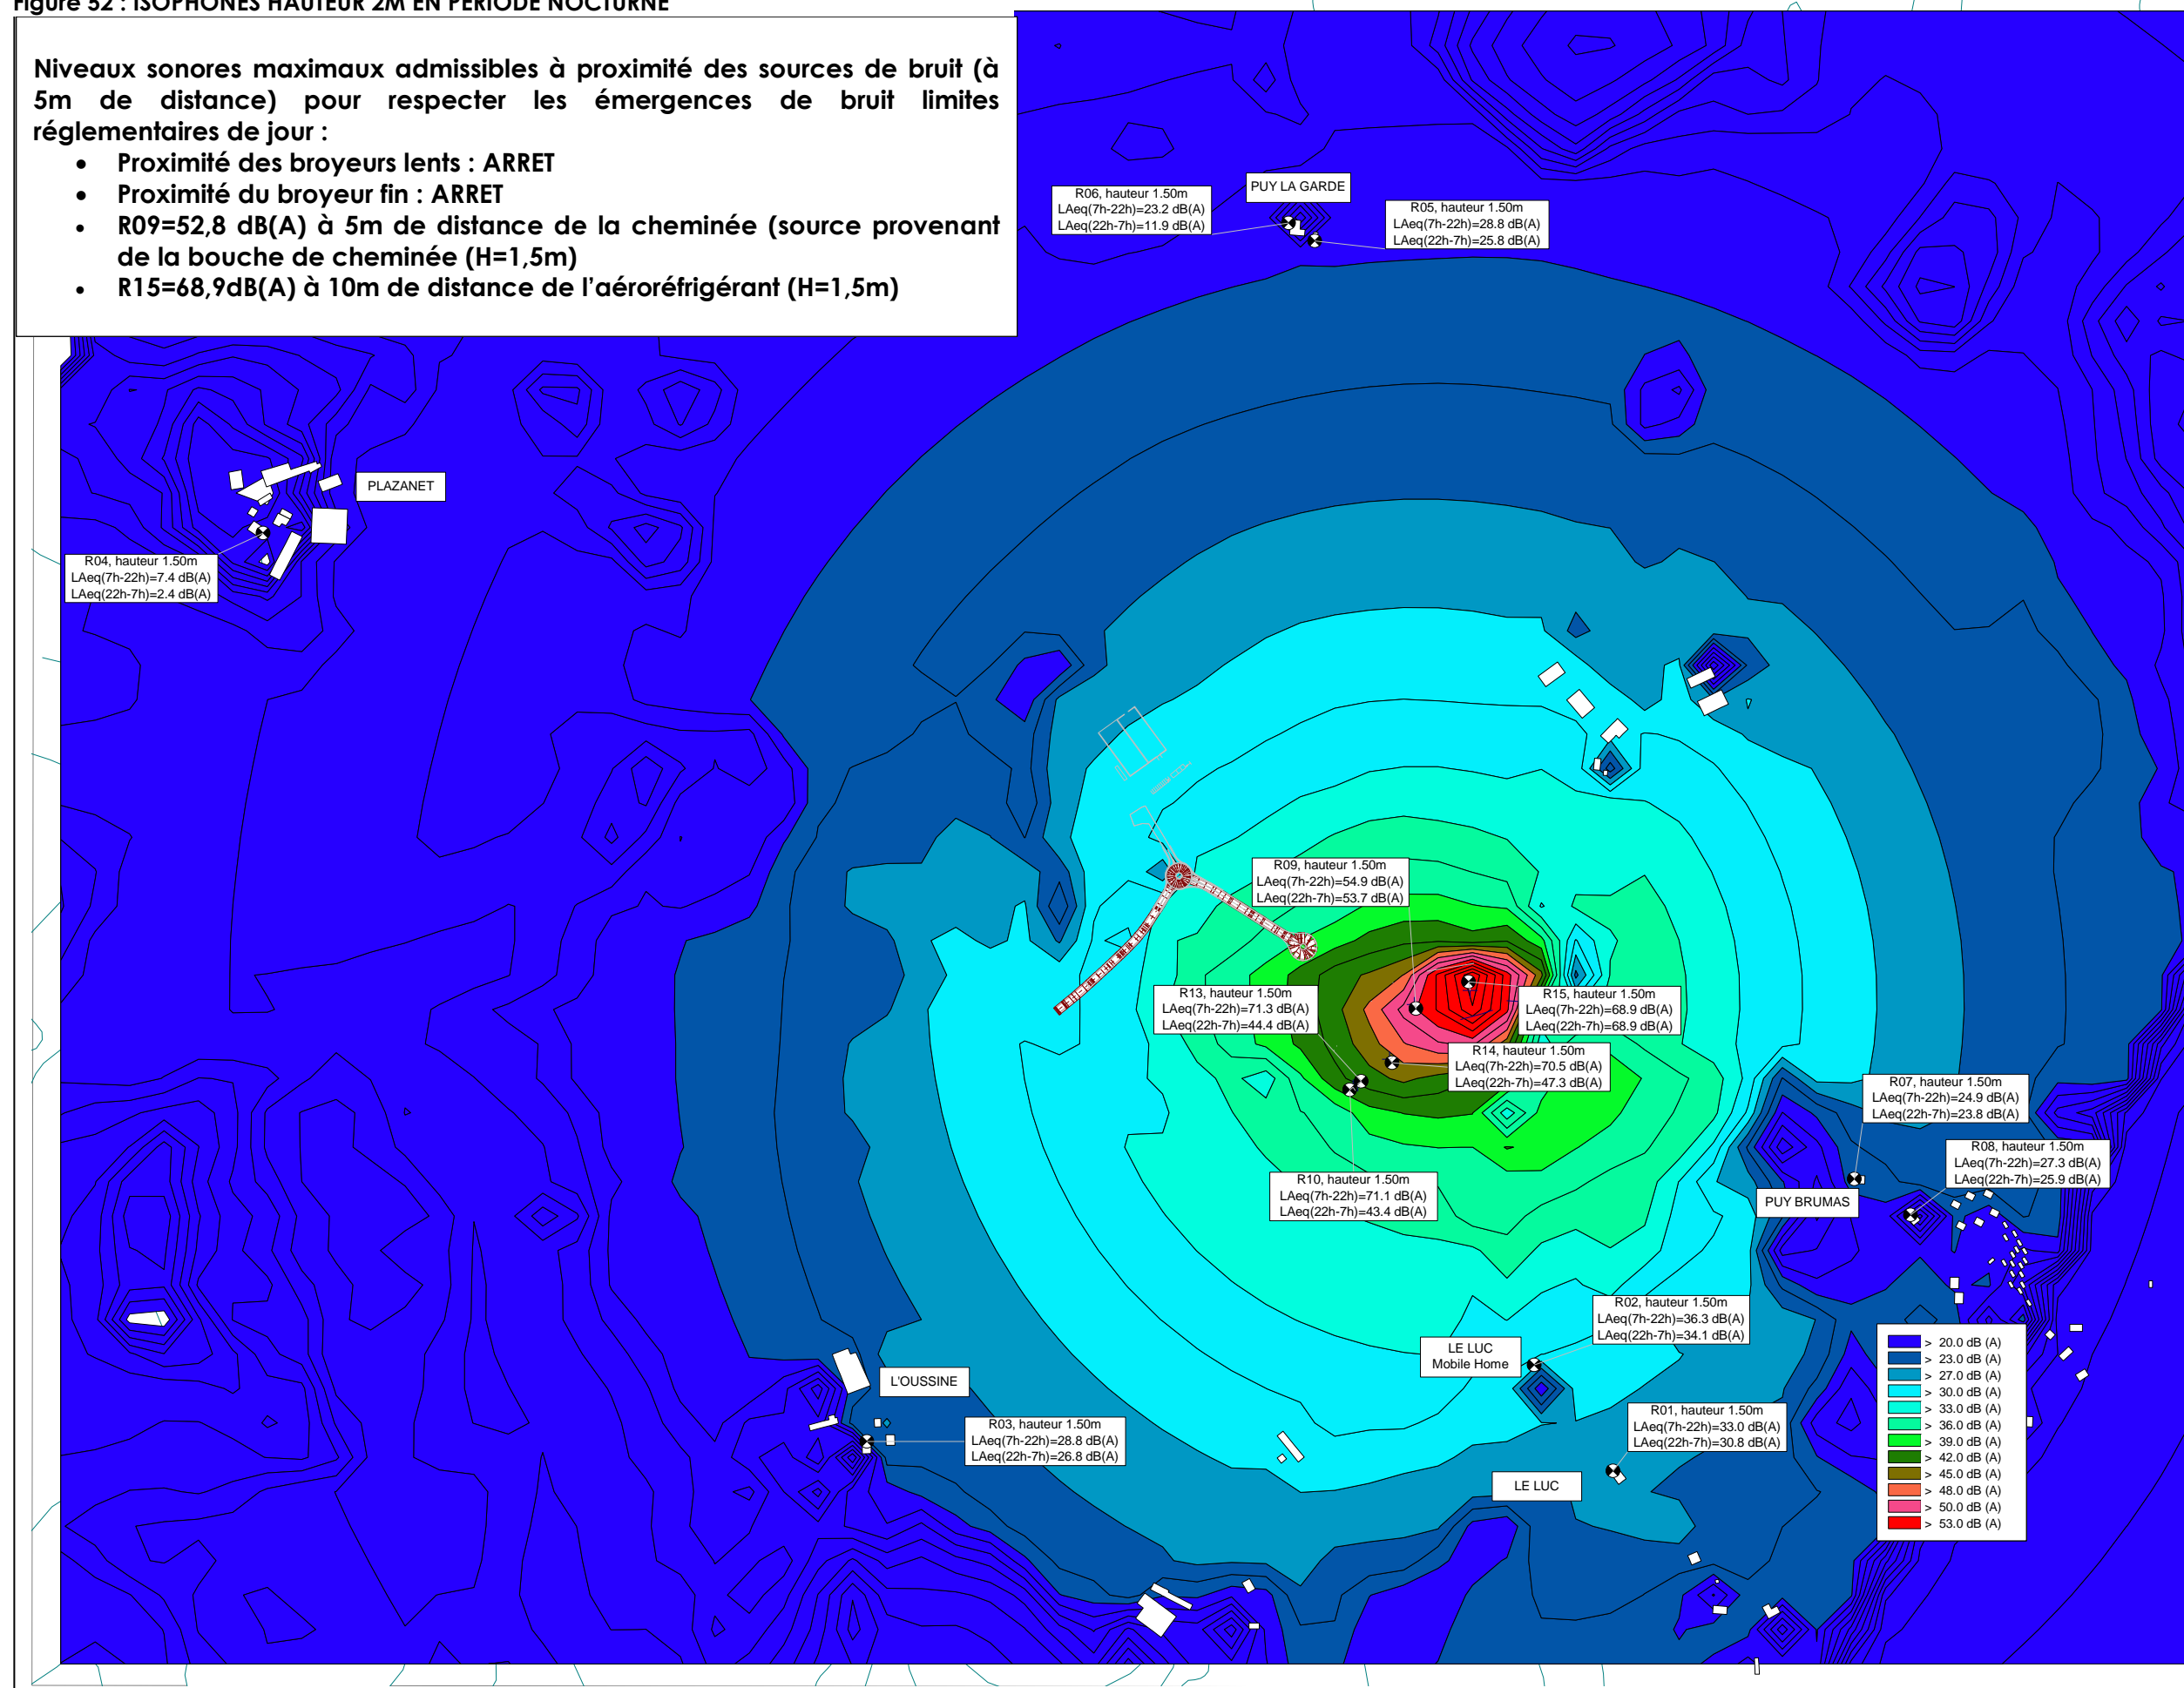 Figure 52 : ISOPHONES HAUTEUR 2M EN PERIODE NOCTURNE
Niveaux sonores maximaux admissibles à proximité des sources de bruit (à
5m de distance) pour respecter les émergences de bruit limites
réglementaires de jour :
• Proximité des broyeurs lents : ARRET
• Proximité du broyeur fin : ARRET
• R09=52,8 dB(A) à 5m de distance de la cheminée (source provenant
de la bouche de cheminée (H=1,5m)
• R15=68,9dB(A) à 10m de distance de l'aéroréfrigérant (H=1,5m)
R06, hauteur 1.50m
LAeq(7h-22h)=23.2 dB(A)
LAeq(22h-7h)=11.9 dB(A)
PUY LA GARDE
R05, hauteur 1.50m
LAeq(7h-22h)=28.8 dB(A)
LAeq(22h-7h)=25.8 dB(A)
PLAZANET
R04, hauteur 1.50m
LAeq(7h-22h)=7.4 dB(A)
LAeq(22h-7h)=2.4 dB(A)
R09, hauteur 1.50m
LAeq(7h-22h)=54.9 dB(A)
LAeq(22h-7h)=53.7 dB(A)
R13, hauteur 1.50m
LAeq(7h-22h)=71.3 dB(A)
LAeq(22h-7h)=44.4 dB(A)
R15, hauteur 1.50m
LAeq(7h-22h)=68.9 dB(A)
LAeq(22h-7h)=68.9 dB(A)
R14, hauteur 1.50m
LAeq(7h-22h)=70.5 dB(A)
LAeq(22h-7h)=47.3 dB(A)
R07, hauteur 1.50m
LAeq(7h-22h)=24.9 dB(A)
LAeq(22h-7h)=23.8 dB(A)
R08, hauteur 1.50m
LAeq(7h-22h)=27.3 dB(A)
LAeq(22h-7h)=25.9 dB(A)
R10, hauteur 1.50m
LAeq(7h-22h)=71.1 dB(A)
LAeq(22h-7h)=43.4 dB(A)
PUY BRUMAS
R02, hauteur 1.50m
LAeq(7h-22h)=36.3 dB(A)
LAeq(22h-7h)=34.1 dB(A)
LE LUC
Mobile Home
L'OUSSINE
R03, hauteur 1.50m
LAeq(7h-22h)=28.8 dB(A)
LAeq(22h-7h)=26.8 dB(A)
R01, hauteur 1.50m
LAeq(7h-22h)=33.0 dB(A)
LAeq(22h-7h)=30.8 dB(A)
LE LUC
> 20.0 dB (A)
> 23.0 dB (A)
> 27.0 dB (A)
> 30.0 dB (A)
> 33.0 dB (A)
> 36.0 dB (A)
> 39.0 dB (A)
> 42.0 dB (A)
> 45.0 dB (A)
> 48.0 dB (A)
> 50.0 dB (A)
> 53.0 dB (A)